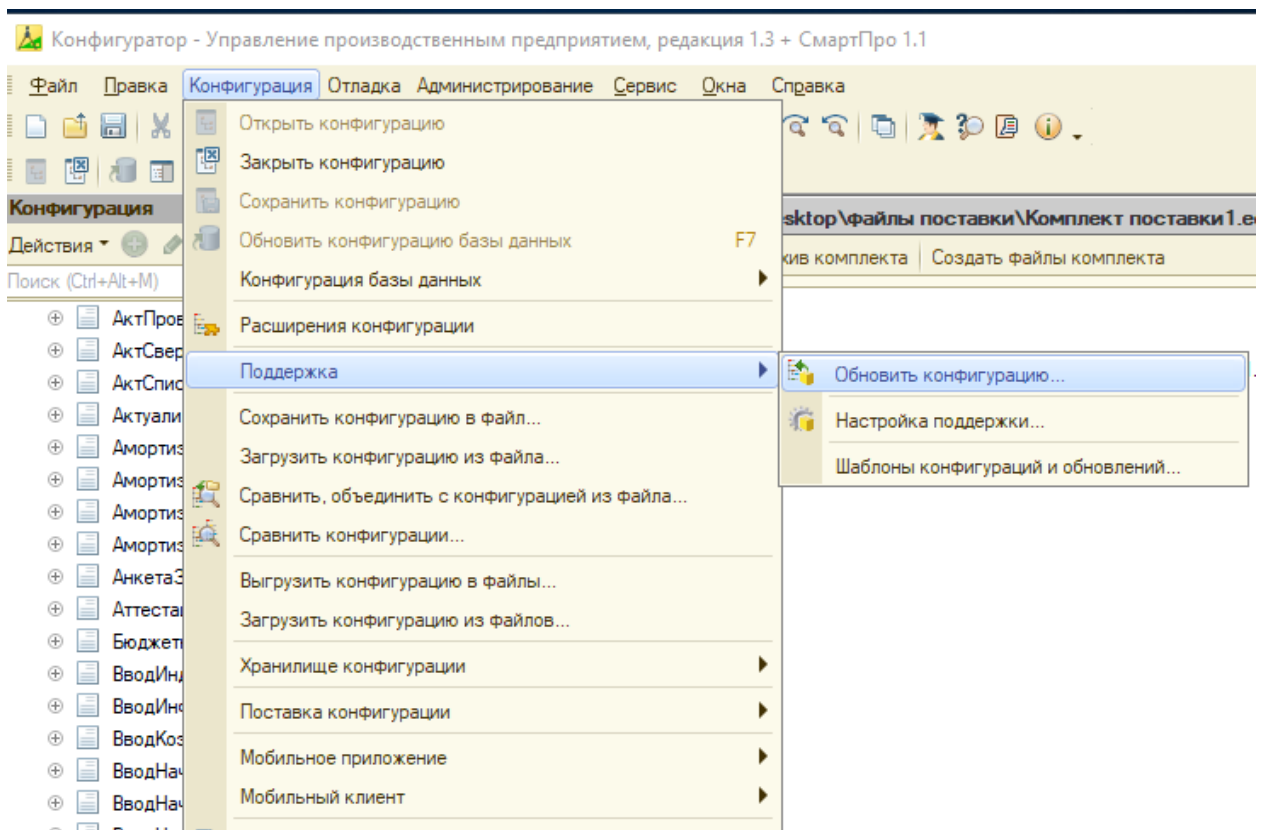 Конфигуратор - Управление производственным предприятием, редакция 1.3 + СмартПро 1.1
Файл Правка Конфигурация Отладка Администрирование Сервис Окна Справка
Конфигурация
Действия
Поиск (Ctrl+Alt+M)
АктПров
АктСвер
АктСпис
Актуали
Амортиз
Амортиз
Амортиз
Амортиз
АнкетаЗ
Аттеста
Бюджетн
ВводИнд
ВводИно
ВводКоз
ВводНач
ВводНач
Открыть конфигурацию
Закрыть конфигурацию
Сохранить конфигурацию
Обновить конфигурацию базы данных F7
Конфигурация базы данных
Расширения конфигурации
Поддержка
Сохранить конфигурацию в файл...
Загрузить конфигурацию из файла...
Сравнить, объединить с конфигурацией из файла...
Сравнить конфигурации...
Выгрузить конфигурацию в файлы...
Загрузить конфигурацию из файлов...
Хранилище конфигурации
Поставка конфигурации
Мобильное приложение
Мобильный клиент
sktop\файлы поставки\Комплект поставки1.e
ив комплекта Создать файлы комплекта
Обновить конфигурацию...
Настройка поддержки...
Шаблоны конфигураций и обновлений...